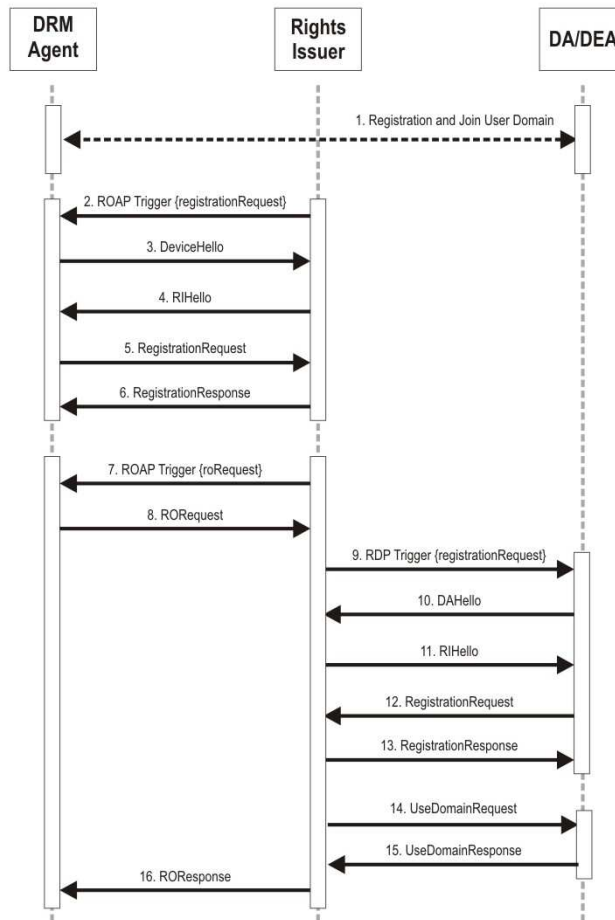 DRM
Agent
Rights
Issuer
DA/DEA
1. Registration and Join User Domain
2. ROAP Trigger {registrationRequest}
3. DeviceHello
4. RIHello
5. RegistrationRequest
6. RegistrationResponse
7. ROAP Trigger {roRequest}
8. RORequest
9. RDP Trigger {registrationRequest}
10. DAHello
11. RIHello
12. RegistrationRequest
13. RegistrationResponse
14. UseDomainRequest
15. UseDomainResponse
16. ROResponse